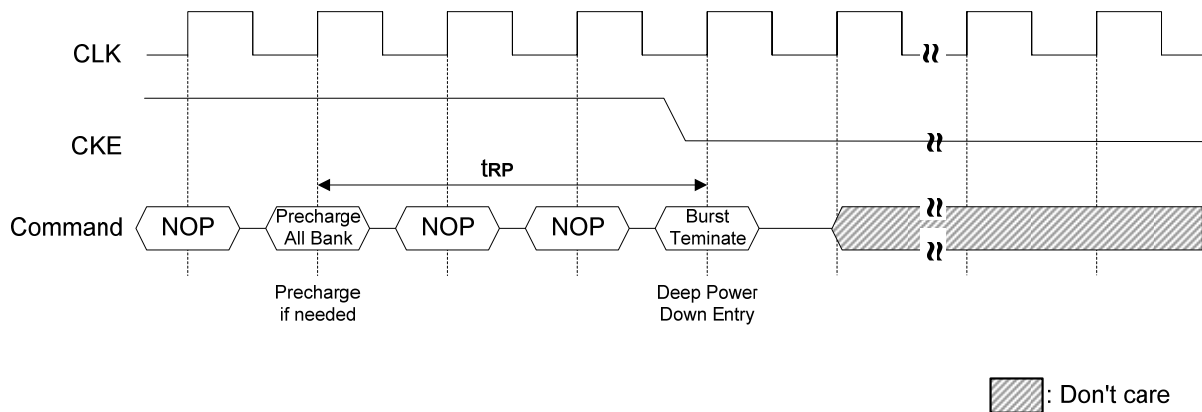 CLK
CKE
tRP
Command
NOP
Precharge
All Bank
NOP
NOP
Burst
Teminate
Precharge
if needed
Deep Power
Down Entry
: Don't care